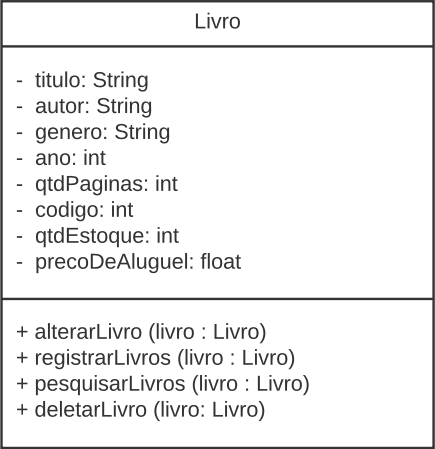 Livro
- titulo: String
- autor: String
- genero: String
- ano: int
- qtdPaginas: int
- codigo: int
- qtdEstoque: int
- precoDeAluguel: float
+ alterarLivro (livro : Livro)
+ registrarLivros (livro : Livro)
+ pesquisarLivros (livro : Livro)
+ deletarLivro (livro: Livro)